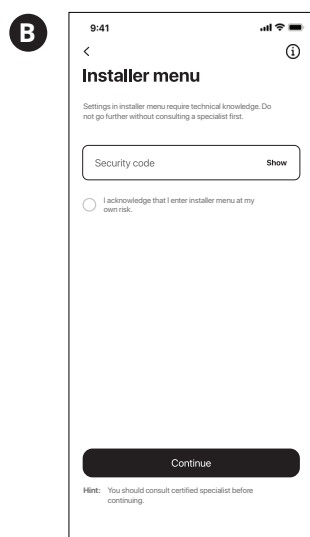 B
9:41
Installer menu
Settings in installer menu require technical knowledge. Do
not go further without consulting a specialist first.
Security code Show
I acknowledge that I enter installer menu at my
own risk.
Continue
Hint: You should consult certified specialist before
continuing.